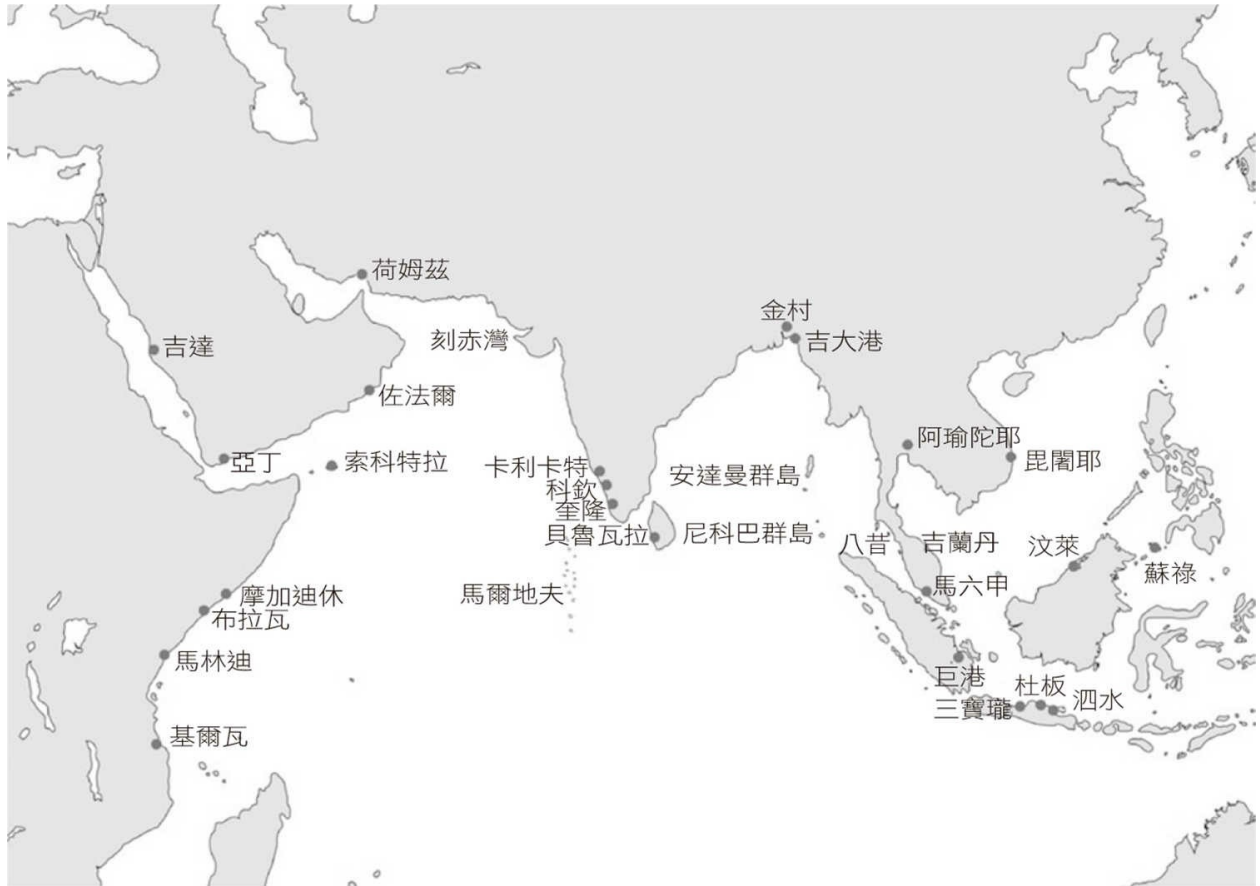 荷姆茲
金村
刻赤灣
吉大港
吉達
佐法爾
阿瑜陀耶
毘闍耶
亞丁
索科特拉
卡利卡特
安達曼群島
科欽
奎隆
貝魯瓦拉
尼科巴群島
八昔
吉蘭丹
汶萊
蘇祿
摩加迪休
馬爾地夫
馬六甲
布拉瓦
馬林迪
巨港
杜板
泗水
三寶瓏
基爾瓦